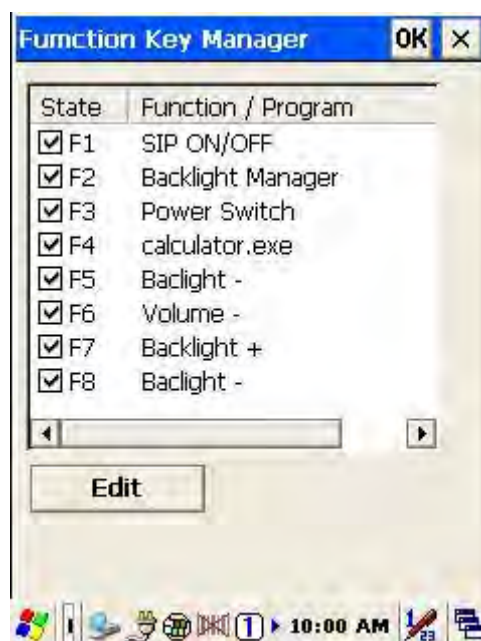 Fumction Key Manager OK ×
State Function / Program
F1 SIP ON/OFF
F2 Backlight Manager
F3 Power Switch
F4 calculator.exe
F5 Baclight -
F6 Volume -
F7 Backlight +
F8 Baclight -
Edit
1 10:00 AM